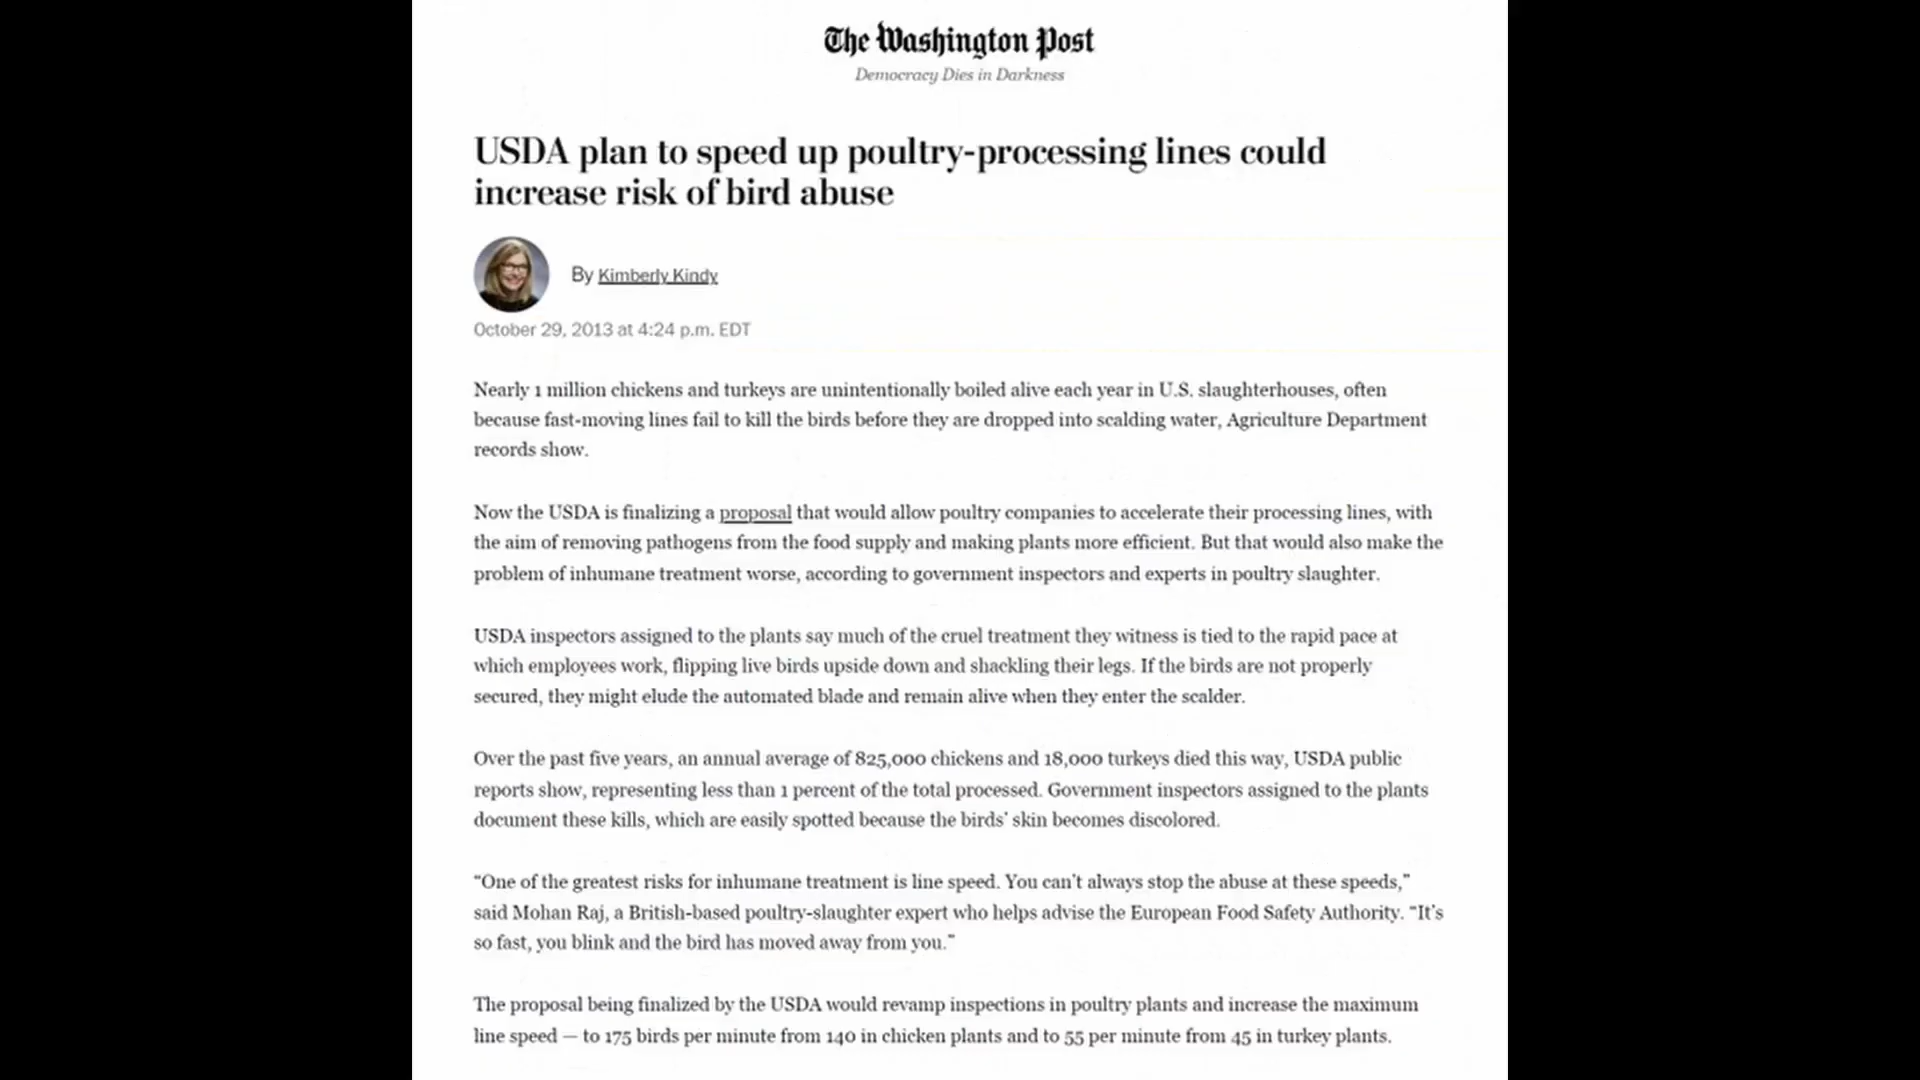 The Washington Post
Democracy Dies in Darkness
USDA plan to speed up poultry-processing lines could
increase risk of bird abuse
By Kimberly Kindy
October 29, 2013 at 4:24 p.m. EDT
Nearly 1 million chickens and turkeys are unintentionally boiled alive each year in U.S. slaughterhouses, often
because fast-moving lines fail to kill the birds before they are dropped into scalding water, Agriculture Department
records show.
Now the USDA is finalizing a proposal that would allow poultry companies to accelerate their processing lines, with
the aim of removing pathogens from the food supply and making plants more efficient. But that would also make the
problem of inhumane treatment worse, according to government inspectors and experts in poultry slaughter.
USDA inspectors assigned to the plants say much of the cruel treatment they witness is tied to the rapid pace at
which employees work, flipping live birds upside down and shackling their legs. If the birds are not properly
secured, they might elude the automated blade and remain alive when they enter the scalder.
Over the past five years, an annual average of 825,000 chickens and 18,000 turkeys died this way, USDA public
reports show, representing less than 1 percent of the total processed. Government inspectors assigned to the plants
document these kills, which are easily spotted because the birds’ skin becomes discolored.
“One of the greatest risks for inhumane treatment is line speed. You can’t always stop the abuse at these speeds,”
said Mohan Raj, a British-based poultry-slaughter expert who helps advise the European Food Safety Authority. “It’s
so fast, you blink and the bird has moved away from you.”
The proposal being finalized by the USDA would revamp inspections in poultry plants and increase the maximum
line speed — to 175 birds per minute from 140 in chicken plants and to 55 per minute from 45 in turkey plants.